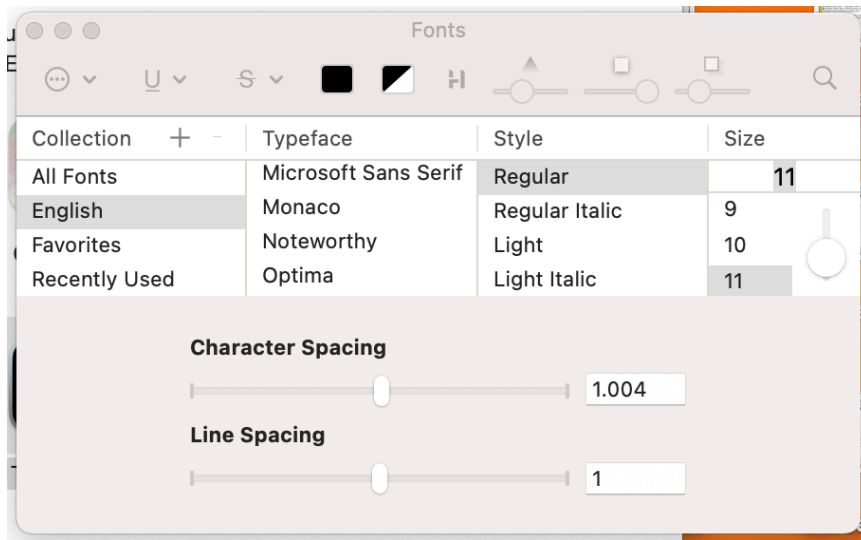 Fonts
U S
Collection + - Typeface Style Size
All Fonts Microsoft Sans Serif Regular 11
English Monaco Regular Italic 9
Favorites Noteworthy Light 10
Recently Used Optima Light Italic 11
Character Spacing
1.004
Line Spacing
1